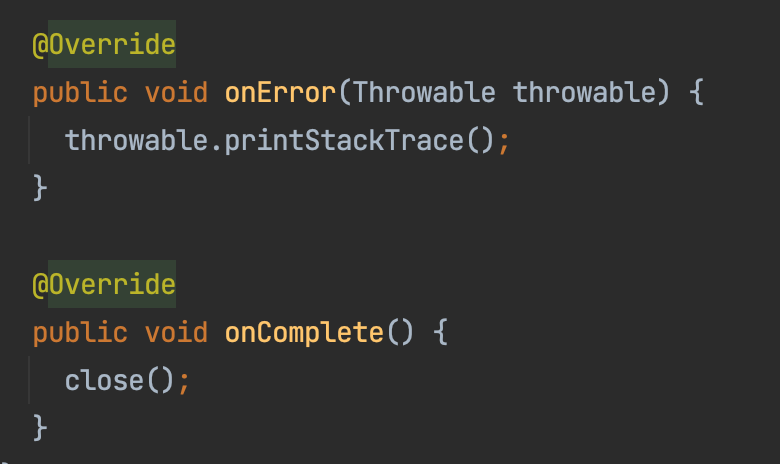 @Override
public void onError(Throwable throwable) {
  throwable.printStackTrace();
}
@Override
public void onComplete() {
  close();
}